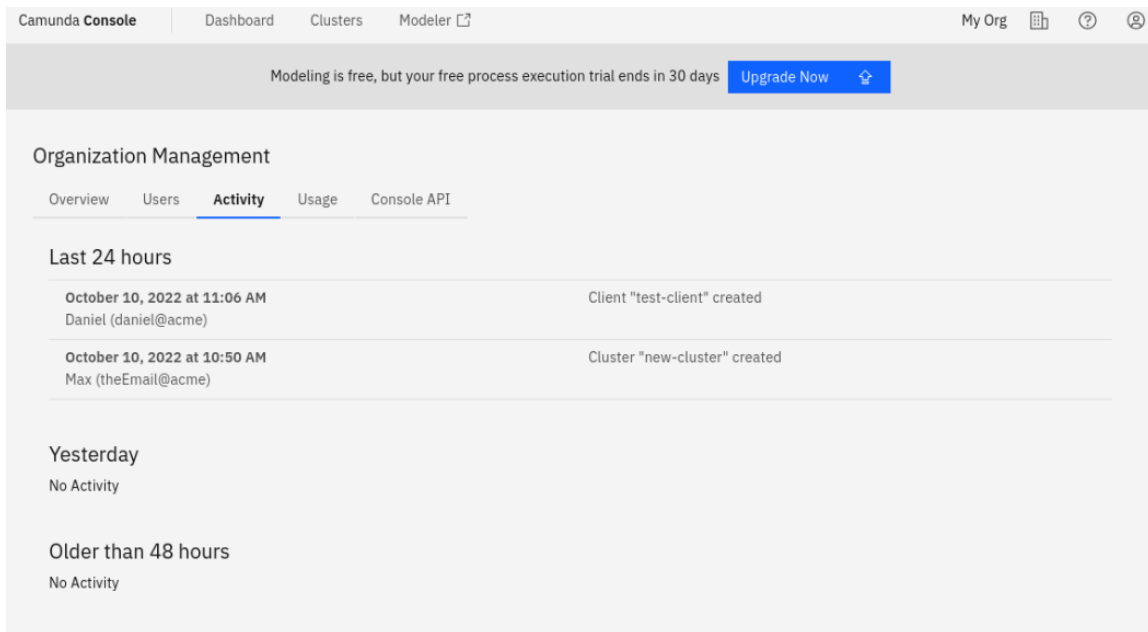 Camunda Console Dashboard Clusters Modeler My Org
Modeling is free, but your free process execution trial ends in 30 days Upgrade Now
Organization Management
Overview Users Activity Usage Console API
Last 24 hours
October 10, 2022 at 11:06 AM Client "test-client" created
Daniel (daniel@acme)
October 10, 2022 at 10:50 AM Cluster "new-cluster" created
Max (theEmail@acme)
Yesterday
No Activity
Older than 48 hours
No Activity